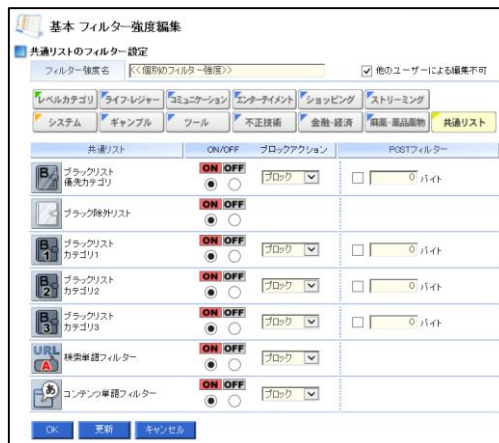 基本 フィルター強度編集
共通リストのフィルター設定
フィルター強度名 <<個別のフィルター強度>> 他のユーザーによる編集不可
レベルカテゴリ ライフ・レジャー コミュニケーション エンターテイメント ショッピング ストリーミング
システム ギャンブル ツール 不正技術 金融・経済 麻薬・薬品薬物 共通リスト
共通リスト ON/OFF ブロックアクション POSTフィルター
B ブラックリスト 優先カテゴリ ON OFF ブロック 0 バイト
ブラック除外リスト ON OFF
B 1 ブラックリスト カテゴリ1 ON OFF ブロック 0 バイト
B 2 ブラックリスト カテゴリ2 ON OFF ブロック 0 バイト
B 3 ブラックリスト カテゴリ3 ON OFF ブロック 0 バイト
URL A 検索単語フィルター ON OFF ブロック
あ コンテンツ単語フィルター ON OFF ブロック
OK 更新 キャンセル